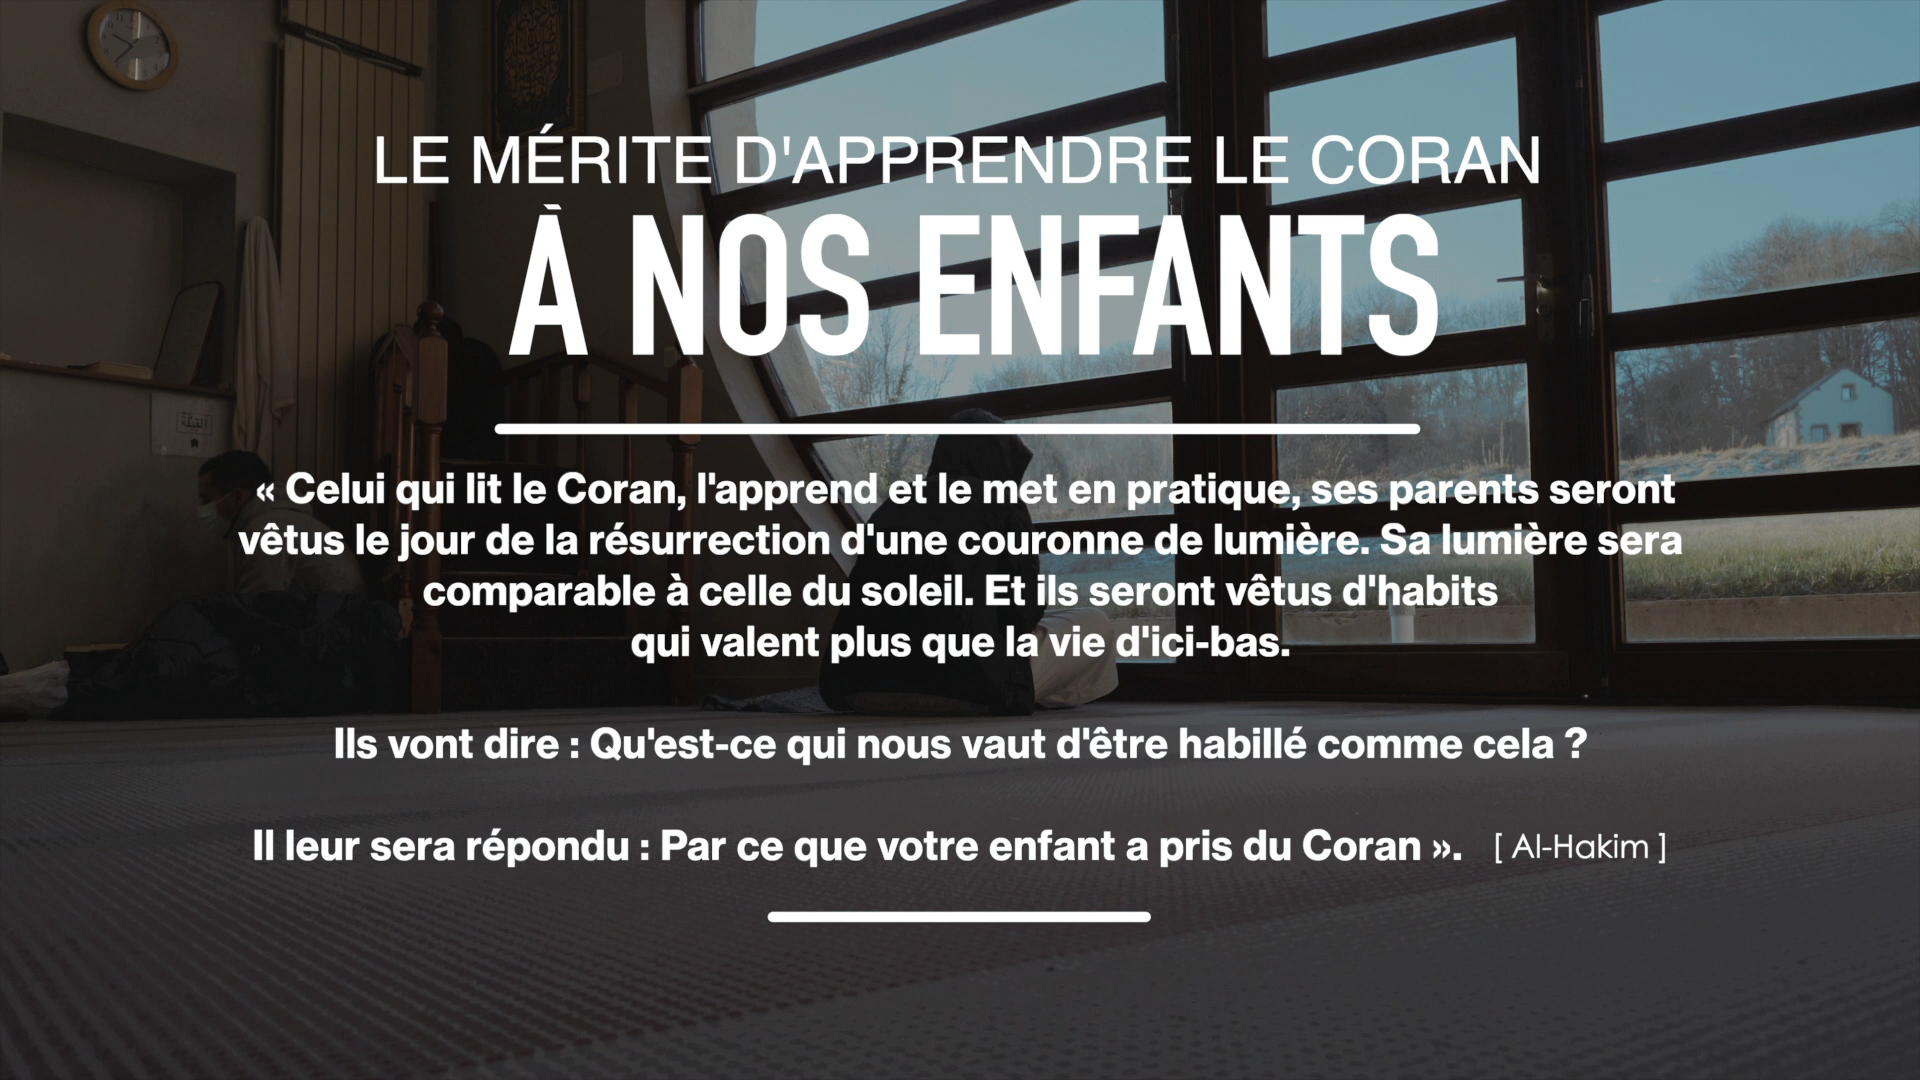 LE MÉRITE D'APPRENDRE LE CORAN
À NOS ENFANTS
« Celui qui lit le Coran, l'apprend et le met en pratique, ses parents seront
vêtus le jour de la résurrection d'une couronne de lumière. Sa lumière sera
comparable à celle du soleil. Et ils seront vêtus d'habits
qui valent plus que la vie d'ici-bas.
Ils vont dire : Qu'est-ce qui nous vaut d'être habillé comme cela ?
Il leur sera répondu : Par ce que votre enfant a pris du Coran ». [ Al-Hakim ]